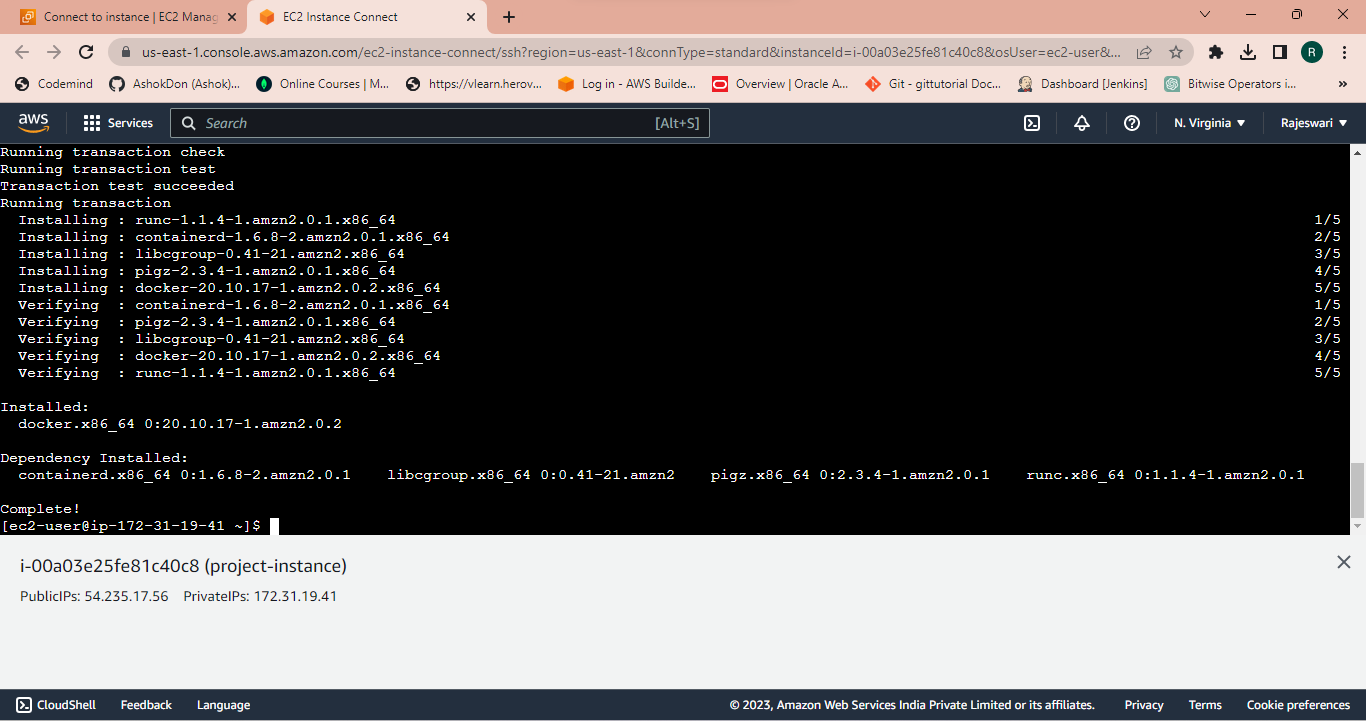 Connect to instance | EC2 Manag
EC2 Instance Connect
us-east-1.console.aws.amazon.com/ec2-instance-connect/ssh?region=us-east-1&connType=standard&instanceId=i-00a03e25fe81c40c8&osUser=ec2-user&...
R
Codemind
AshokDon (Ashok)...
Online Courses | M...
https://vlearn.herov...
Log in - AWS Builde...
Overview | Oracle A...
Git - gittutorial Doc...
Dashboard [Jenkins]
Bitwise Operators i...
»
aws
Services
Search
[Alt+S]
N. Virginia
Rajeswari
Running transaction check
Running transaction test
Transaction test succeeded
Running transaction
Installing : runc-1.1.4-1.amzn2.0.1.x86_64 1/5
Installing : containerd-1.6.8-2.amzn2.0.1.x86_64 2/5
Installing : libcgroup-0.41-21.amzn2.x86_64 3/5
Installing : pigz-2.3.4-1.amzn2.0.1.x86_64 4/5
Installing : docker-20.10.17-1.amzn2.0.2.x86_64 5/5
Verifying : containerd-1.6.8-2.amzn2.0.1.x86_64 1/5
Verifying : pigz-2.3.4-1.amzn2.0.1.x86_64 2/5
Verifying : libcgroup-0.41-21.amzn2.x86_64 3/5
Verifying : docker-20.10.17-1.amzn2.0.2.x86_64 4/5
Verifying : runc-1.1.4-1.amzn2.0.1.x86_64 5/5
Installed:
docker.x86_64 0:20.10.17-1.amzn2.0.2
Dependency Installed:
containerd.x86_64 0:1.6.8-2.amzn2.0.1 libcgroup.x86_64 0:0.41-21.amzn2 pigz.x86_64 0:2.3.4-1.amzn2.0.1 runc.x86_64 0:1.1.4-1.amzn2.0.1
Complete!
[ec2-user@ip-172-31-19-41 ~]$
i-00a03e25fe81c40c8 (project-instance)
PublicIPs: 54.235.17.56 PrivateIPs: 172.31.19.41
CloudShell
Feedback
Language
© 2023, Amazon Web Services India Private Limited or its affiliates.
Privacy
Terms
Cookie preferences